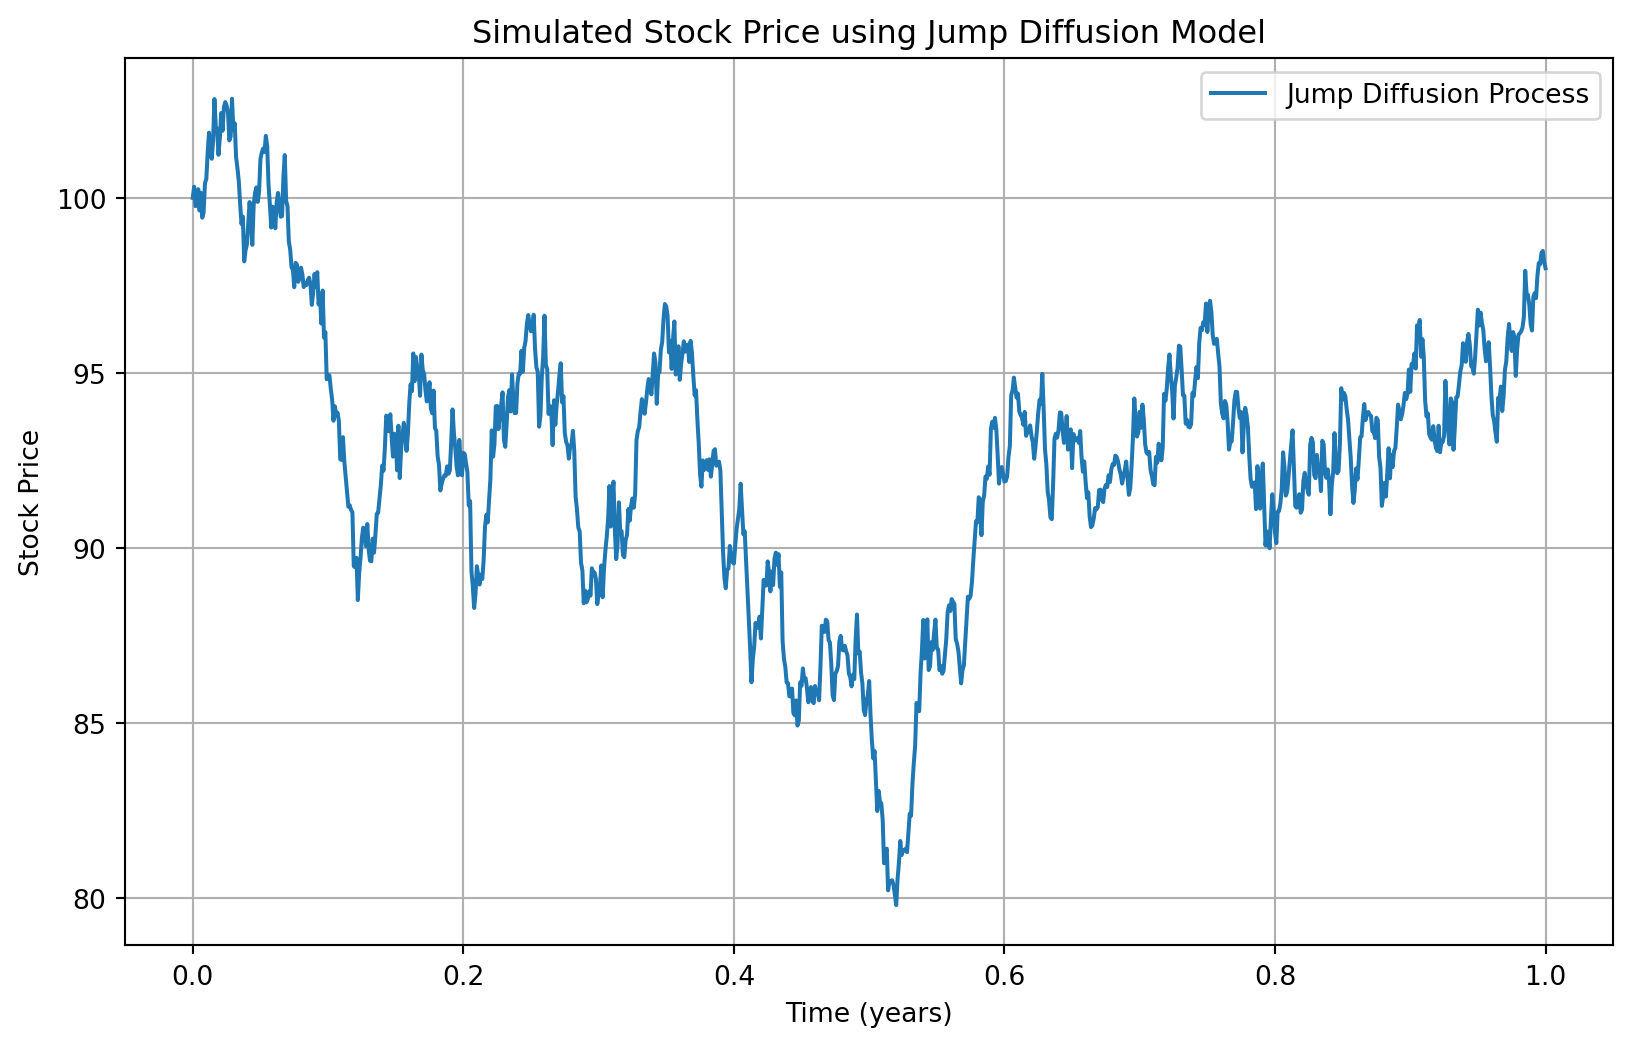 Simulated Stock Price using Jump Diffusion Model
Jump Diffusion Process
Stock Price
100
95
90
85
80
0.0 0.2 0.4 0.6 0.8 1.0
Time (years)